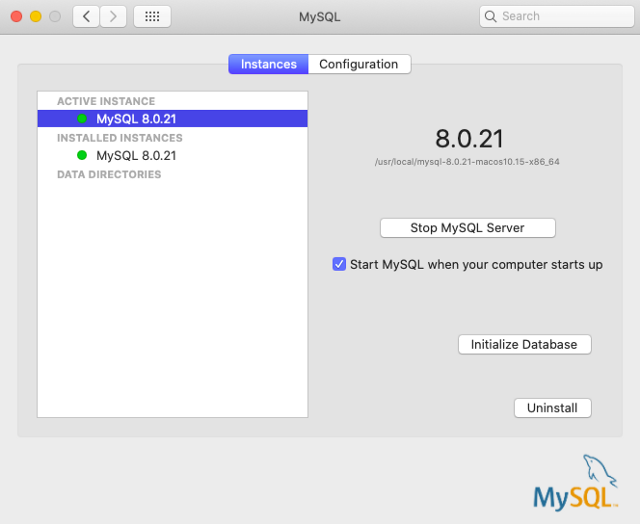 MySQL
Search
Instances
Configuration
ACTIVE INSTANCE
MySQL 8.0.21
INSTALLED INSTANCES
MySQL 8.0.21
DATA DIRECTORIES
8.0.21
/usr/local/mysql-8.0.21-macos10.15-x86_64
Stop MySQL Server
Start MySQL when your computer starts up
Initialize Database
Uninstall
MySQL™